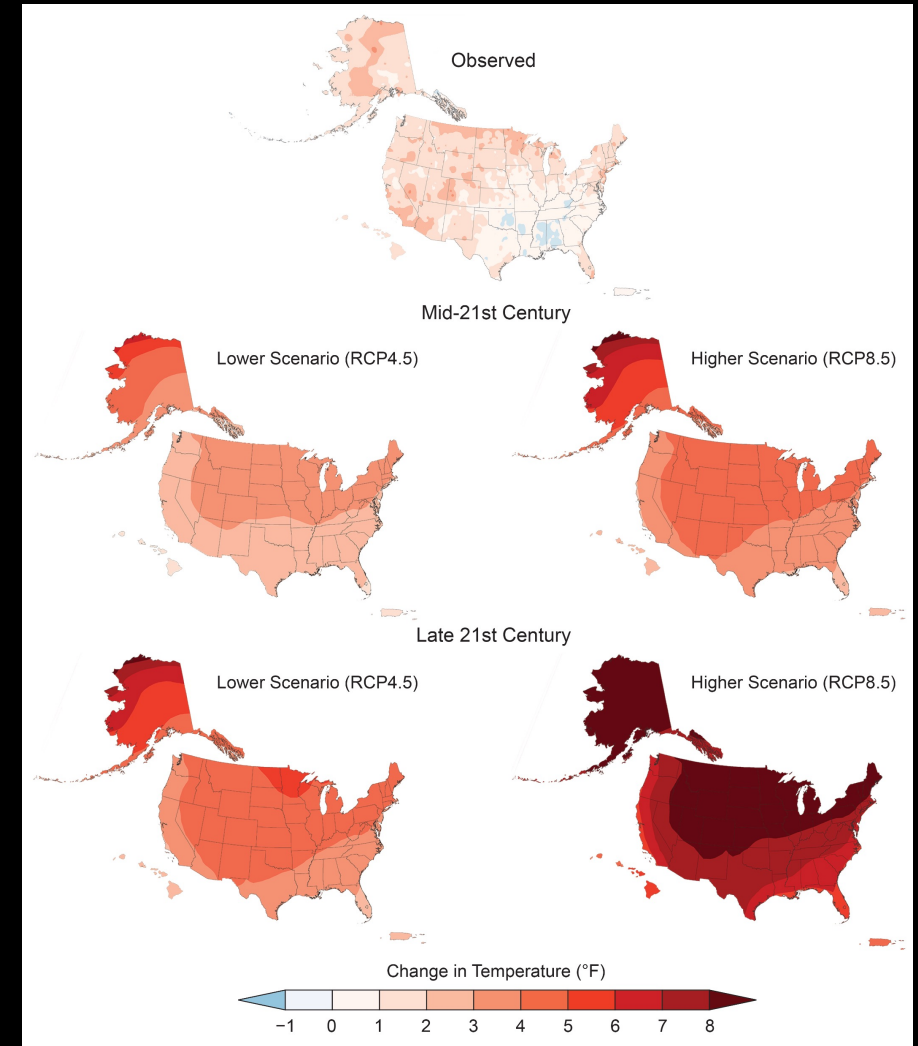 Observed
Mid-21st Century
Lower Scenario (RCP4.5)
Higher Scenario (RCP8.5)
Late 21st Century
Lower Scenario (RCP4.5)
Higher Scenario (RCP8.5)
Change in Temperature (°F)
−1 0 1 2 3 4 5 6 7 8